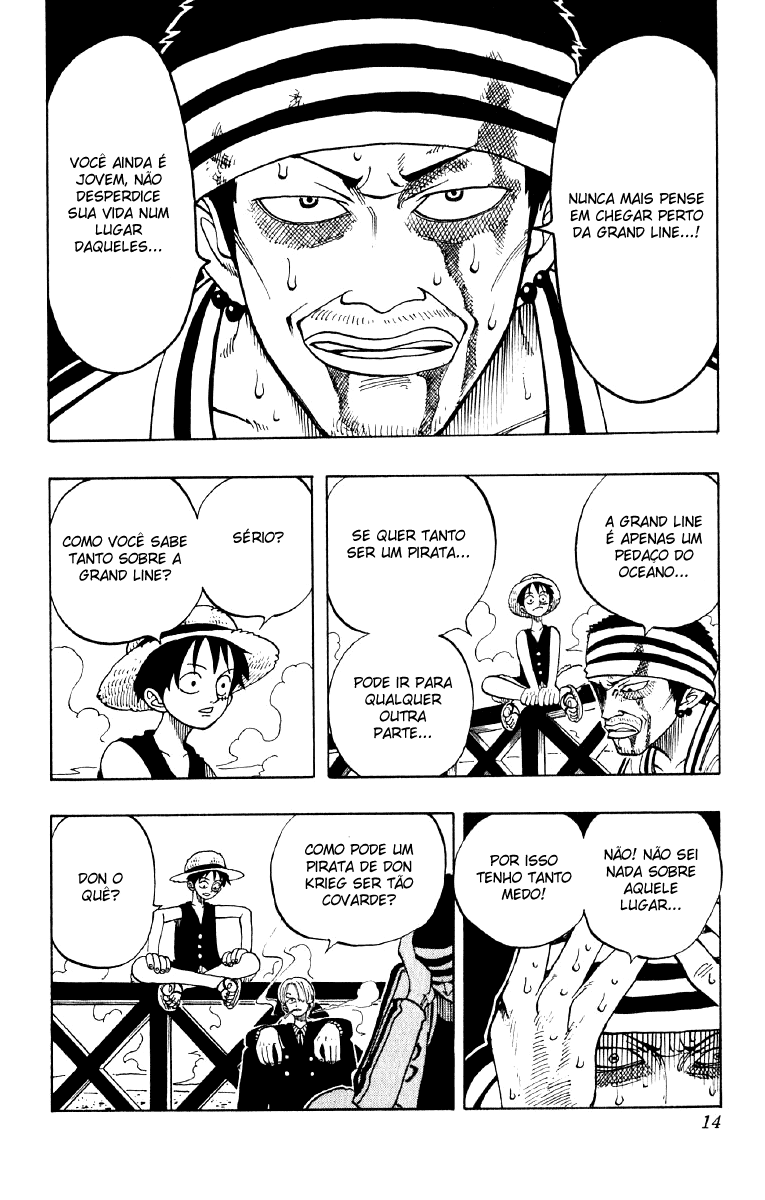 NUNCA MAIS PENSE
EM CHEGAR PERTO
DA GRAND LINE...!
VOCÊ AINDA É
JOVEM, NÃO
DESPERDICE
SUA VIDA NUM
LUGAR
DAQUELES...
A GRAND LINE
É APENAS UM
PEDAÇO DO
OCEANO...
SE QUER TANTO
SER UM PIRATA...
PODE IR PARA
QUALQUER
OUTRA
PARTE...
SÉRIO?
COMO VOCÊ SABE
TANTO SOBRE A
GRAND LINE?
NÃO! NÃO SEI
NADA SOBRE
AQUELE
LUGAR...
POR ISSO
TENHO TANTO
MEDO!
COMO PODE UM
PIRATA DE DON
KRIEG SER TÃO
COVARDE?
DON O
QUÊ?
14